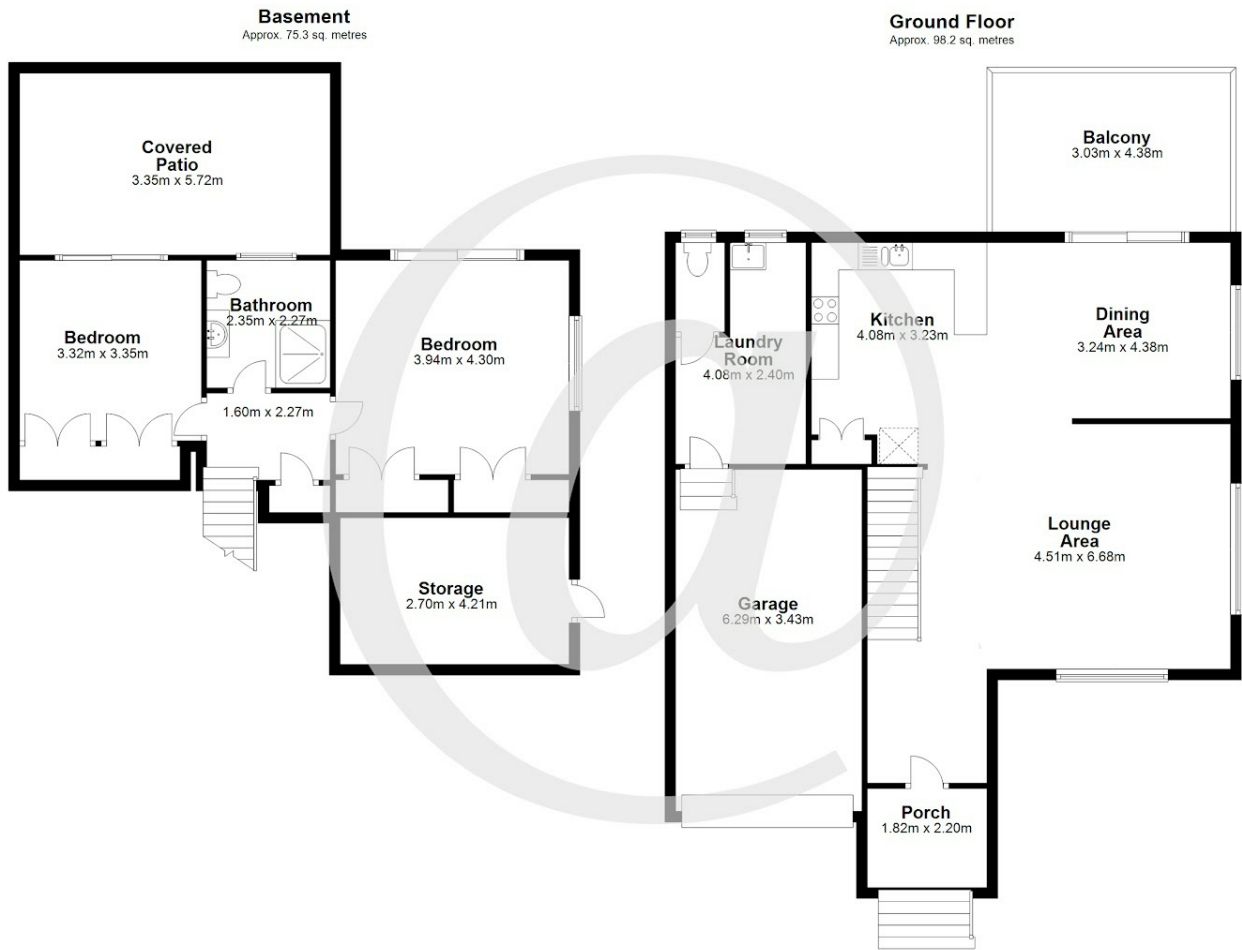 Basement
Approx. 75.3 sq. metres
Covered
Patio
3.35m x 5.72m
Bedroom
3.32m x 3.35m
Bathroom
2.35m x 2.27m
Bedroom
3.94m x 4.30m
1.60m x 2.27m
Storage
2.70m x 4.21m
Ground Floor
Approx. 98.2 sq. metres
Balcony
3.03m x 4.38m
Kitchen
4.08m x 3.23m
Dining
Area
3.24m x 4.38m
Laundry
Room
4.08m x 2.40m
Lounge
Area
4.51m x 6.68m
Garage
6.29m x 3.43m
Porch
1.82m x 2.20m
@